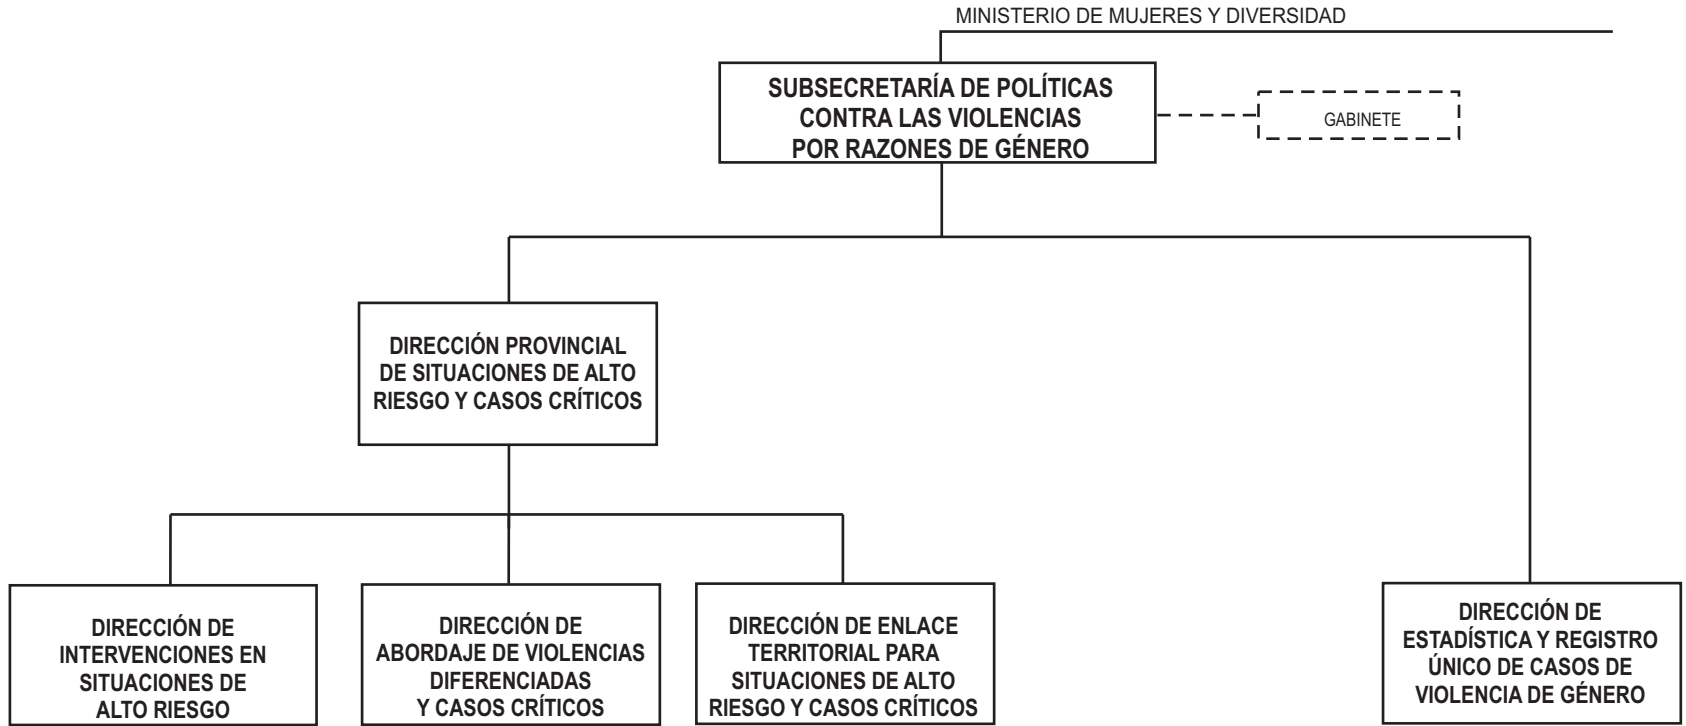 MINISTERIO DE MUJERES Y DIVERSIDAD
SUBSECRETARÍA DE POLÍTICAS
CONTRA LAS VIOLENCIAS
POR RAZONES DE GÉNERO
GABINETE
DIRECCIÓN PROVINCIAL
DE SITUACIONES DE ALTO
RIESGO Y CASOS CRÍTICOS
DIRECCIÓN DE
INTERVENCIONES EN
SITUACIONES DE
ALTO RIESGO
DIRECCIÓN DE
ABORDAJE DE VIOLENCIAS
DIFERENCIADAS
Y CASOS CRÍTICOS
DIRECCIÓN DE ENLACE
TERRITORIAL PARA
SITUACIONES DE ALTO
RIESGO Y CASOS CRÍTICOS
DIRECCIÓN DE
ESTADÍSTICA Y REGISTRO
ÚNICO DE CASOS DE
VIOLENCIA DE GÉNERO